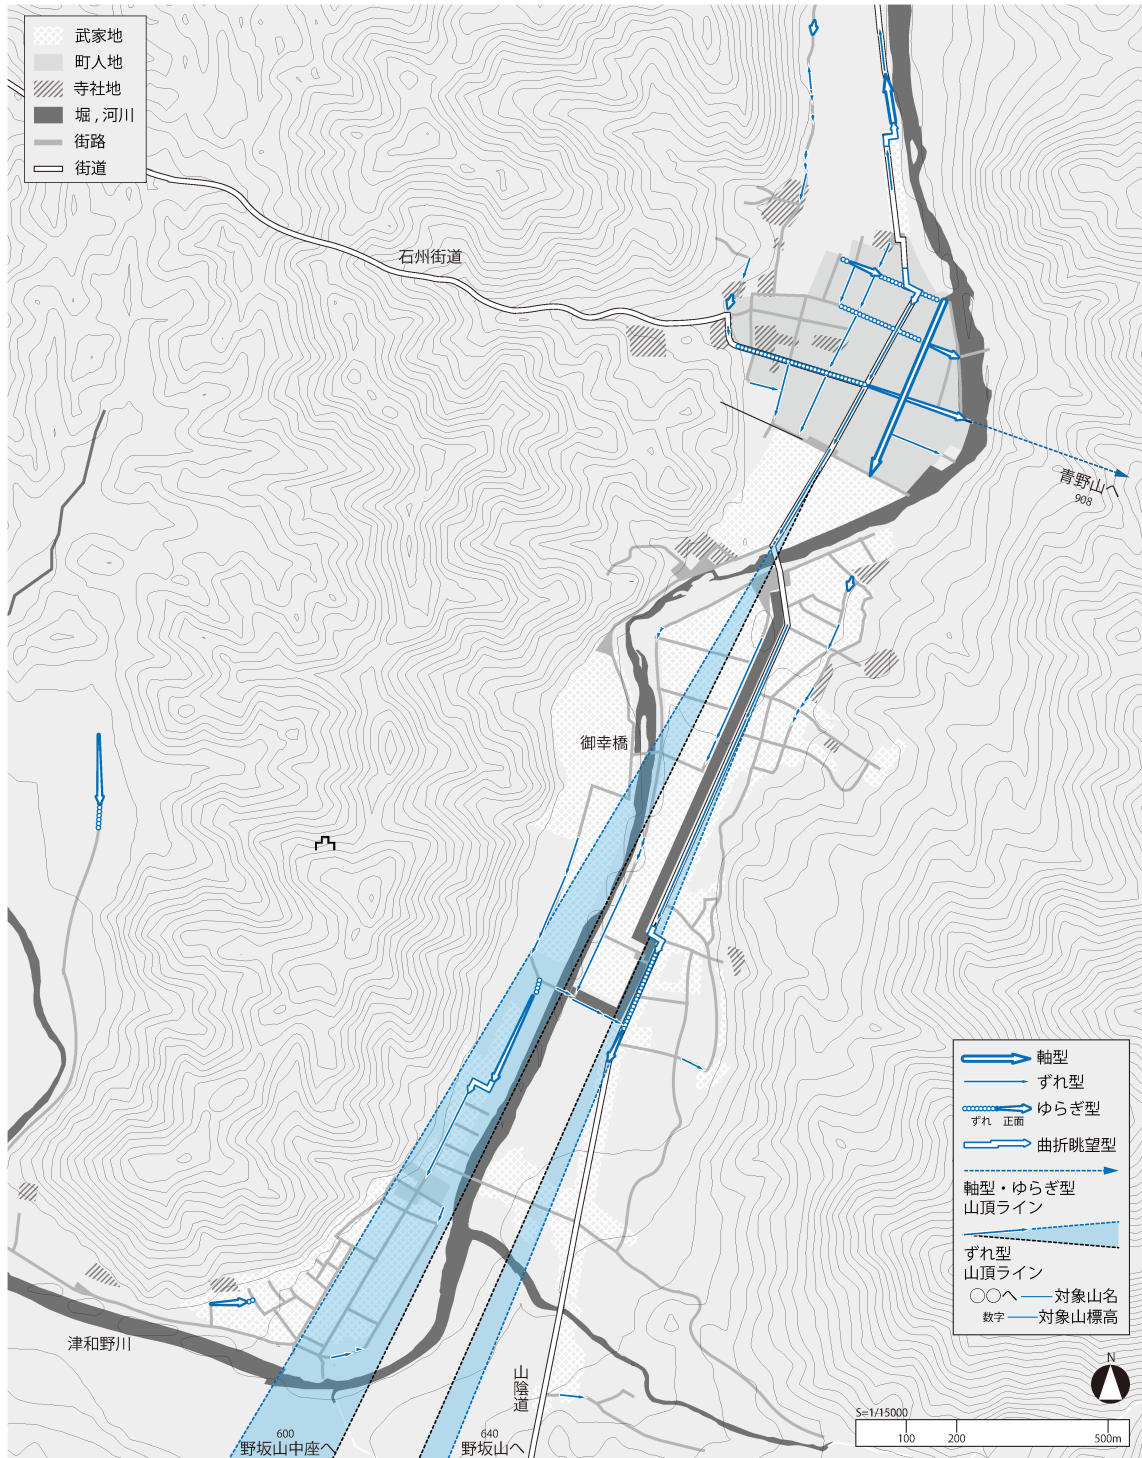 武家地
町人地
寺社地
堀，河川
街路
街道
石州街道
青野山へ
908
御幸橋
軸型
ずれ型
ゆらぎ型
ずれ 正面
曲折眺望型
軸型・ゆらぎ型
山頂ライン
ずれ型
山頂ライン
○○へ 対象山名
数字 対象山標高
津和野川
山陰道
600
野坂山中座へ
640
野坂山へ
N
S=1/15000
100 200 500m